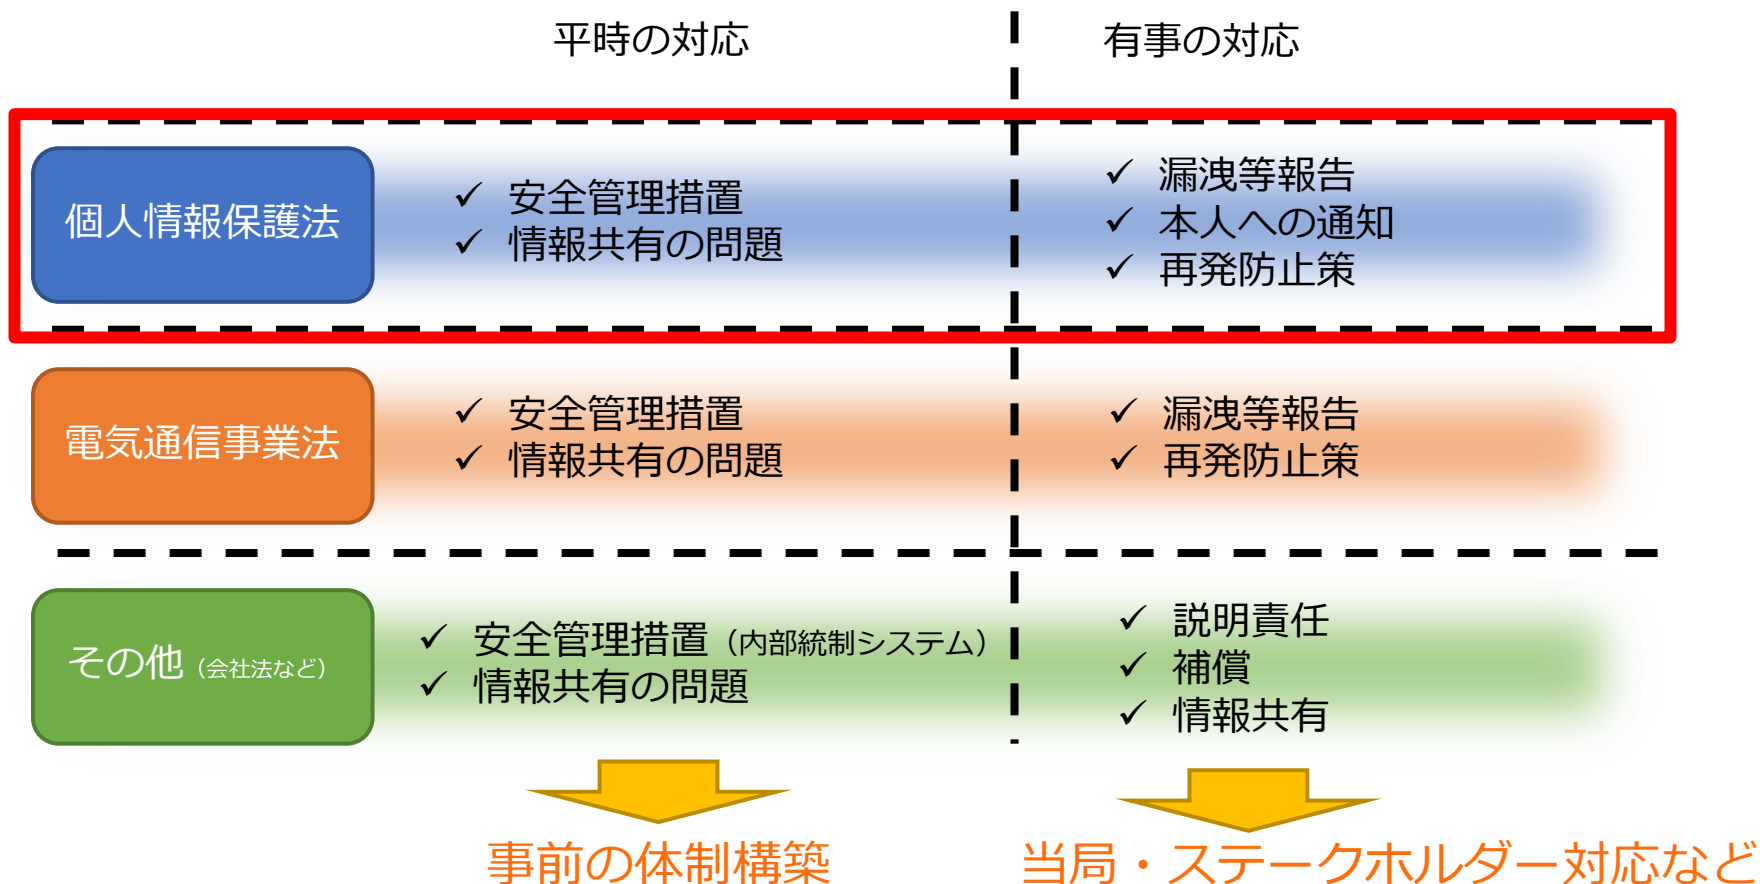 平時の対応
有事の対応
個人情報保護法
✓ 安全管理措置
✓ 情報共有の問題
✓ 漏洩等報告
✓ 本人への通知
✓ 再発防止策
電気通信事業法
✓ 安全管理措置
✓ 情報共有の問題
✓ 漏洩等報告
✓ 再発防止策
その他（会社法など）
✓ 安全管理措置（内部統制システム）
✓ 情報共有の問題
✓ 説明責任
✓ 補償
✓ 情報共有
事前の体制構築
当局・ステークホルダー対応など